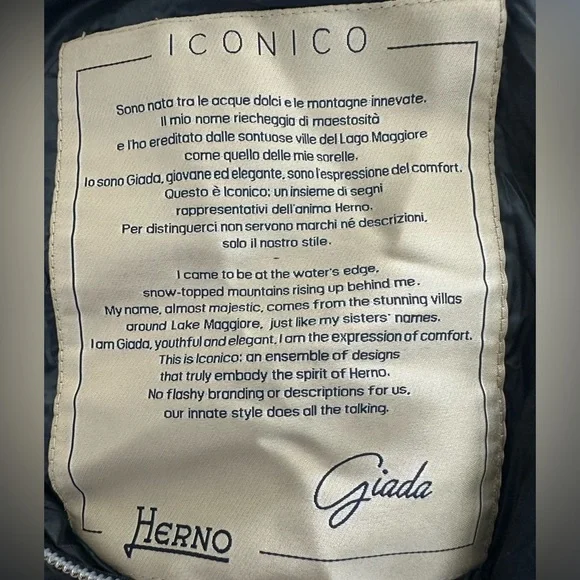 ICONICO
Sono nata tra le acque dolci e le montagne innevate.
Il mio nome riecheggia di maestosità
e l'ho ereditato dalle santuose ville del Lago Maggiore
come quello delle mie sorelle.
Io sono Giada, giovane ed elegante, sono l'espressione del comfort.
Questo è Iconico: un insieme di segni
rappresentativi dell'anima Herno.
Per distinguerci non servono marchi né descrizioni,
solo il nostro stile.
-
I came to be at the water's edge,
snow-topped mountains rising up behind me.
My name, almost majestic, comes from the stunning villas
around Lake Maggiore, just like my sisters' names.
I am Giada, youthful and elegant, I am the expression of comfort.
This is Iconico: an ensemble of designs
that truly embody the spirit of Herno.
No flashy branding or descriptions for us,
our innate style does all the talking.
Giada
HERNO